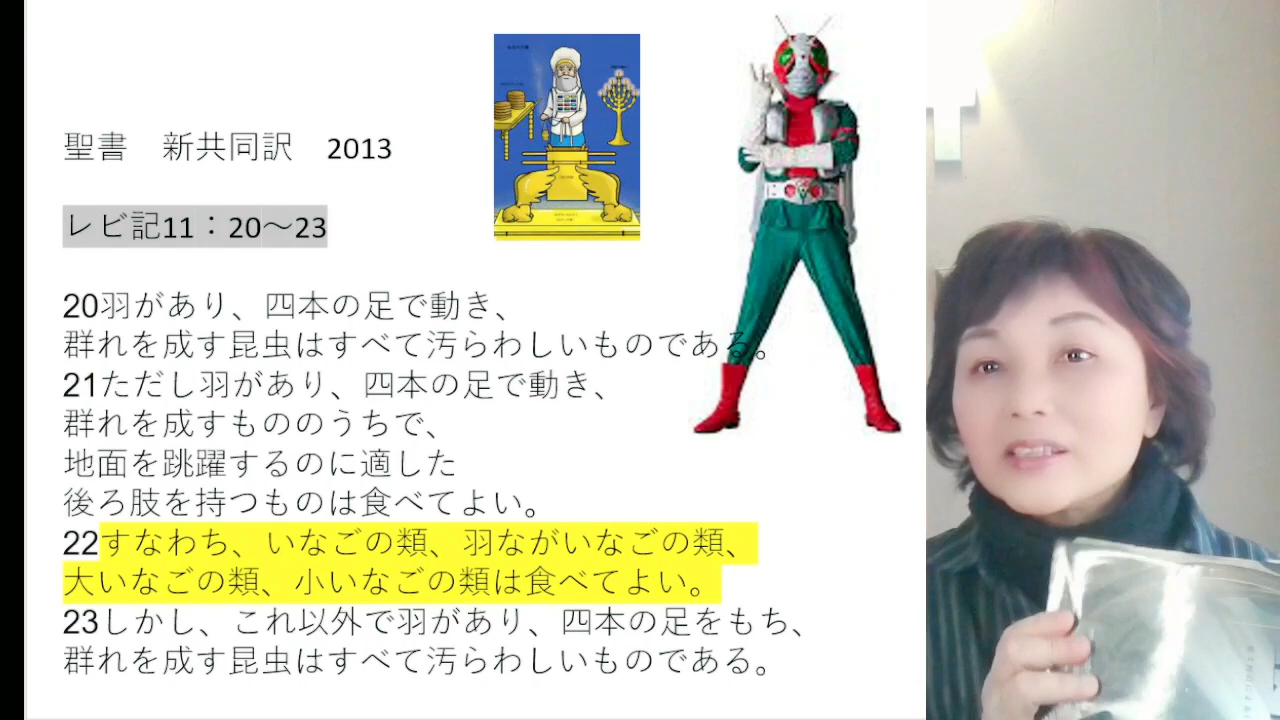 聖書　新共同訳　2013
レビ記11：20～23
20羽があり、四本の足で動き、
群れを成す昆虫はすべて汚らわしいものである。
21ただし羽があり、四本の足で動き、
群れを成すもののうちで、
地面を跳躍するのに適した
後ろ肢を持つものは食べてよい。
22すなわち、いなごの類、羽ながいなごの類、
大いなごの類、小いなごの類は食べてよい。
23しかし、これ以外で羽があり、四本の足をもち、
群れを成す昆虫はすべて汚らわしいものである。